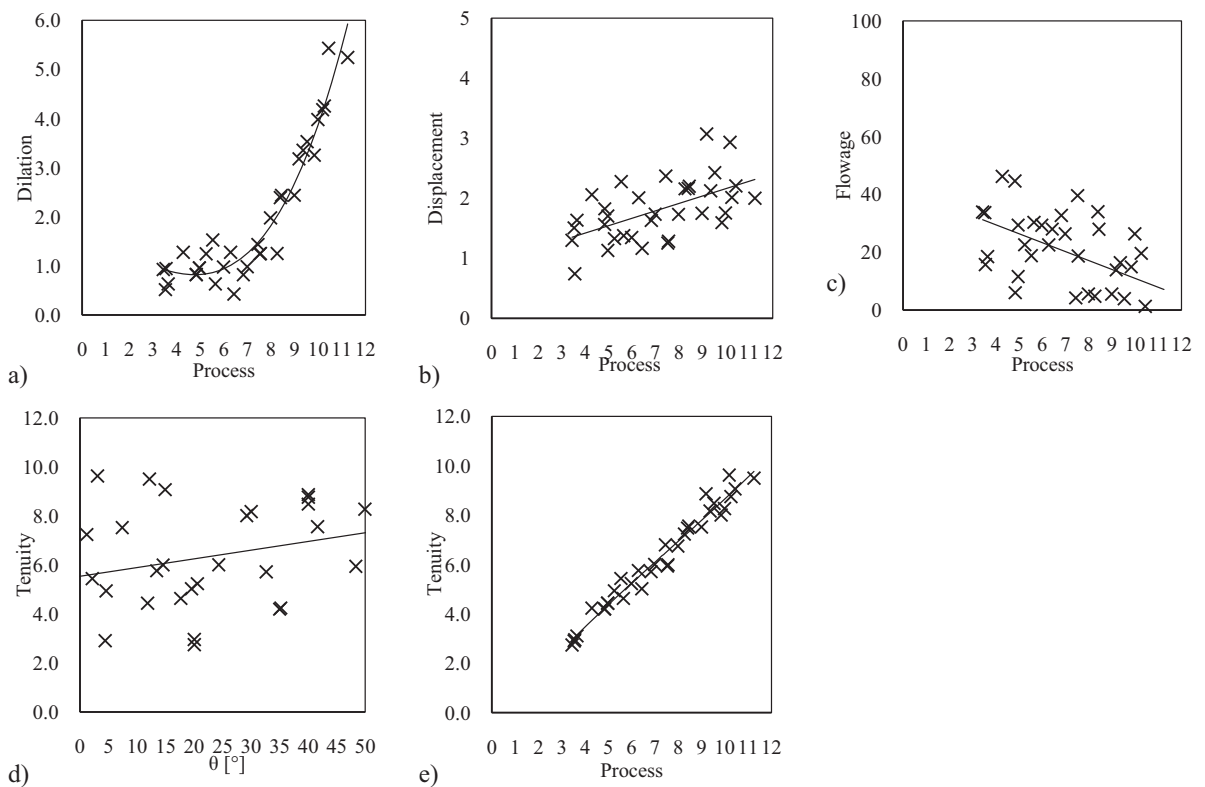 6.0
5.0
4.0
3.0
2.0
1.0
0.0
Dilation
0 1 2 3 4 5 6 7 8 9 10 11 12
Process
a)
5
4
3
2
1
0
Displacement
0 1 2 3 4 5 6 7 8 9 10 11 12
Process
b)
100
80
60
40
20
0
Flowage
0 1 2 3 4 5 6 7 8 9 10 11 12
Process
c)
12.0
10.0
8.0
6.0
4.0
2.0
0.0
Tenuity
0 5 10 15 20 25 30 35 40 45 50
θ [°]
d)
12.0
10.0
8.0
6.0
4.0
2.0
0.0
Tenuity
0 1 2 3 4 5 6 7 8 9 10 11 12
Process
e)